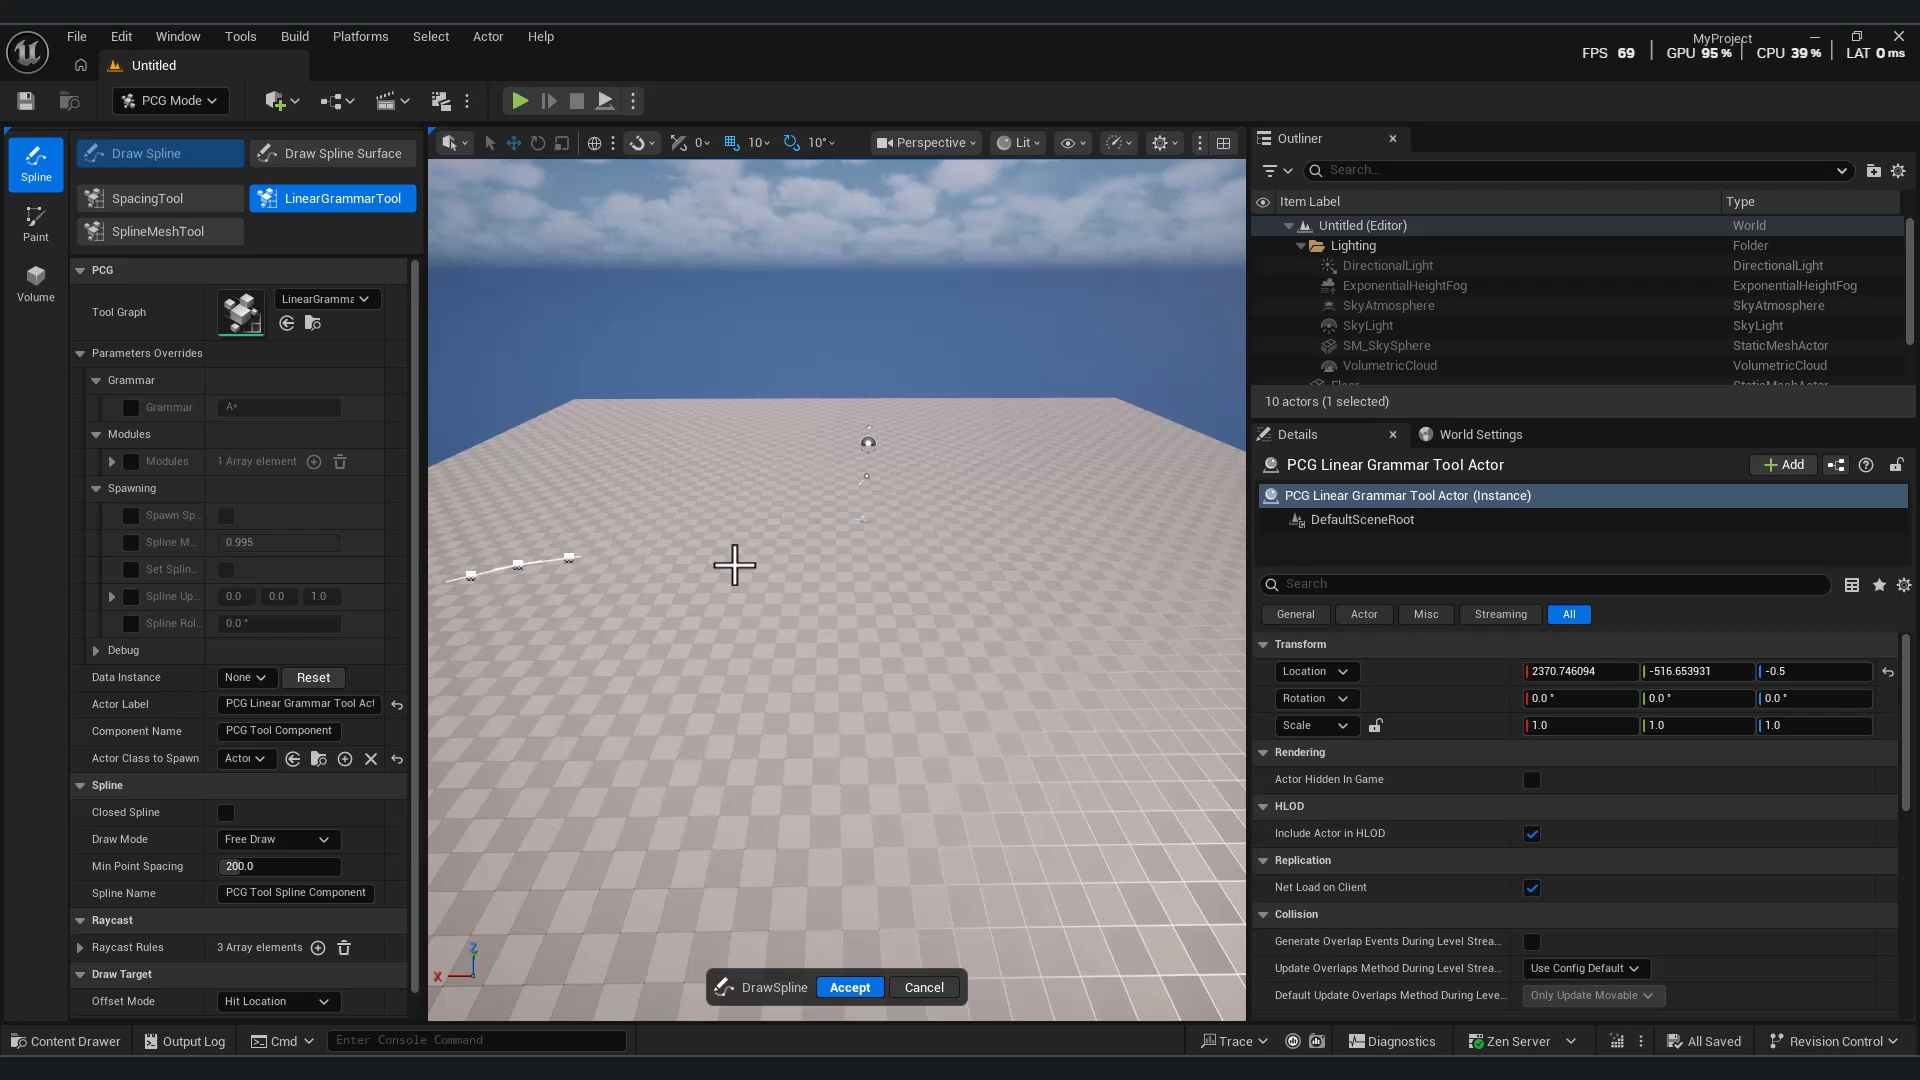 File Edit Window Tools Build Platforms Select Actor Help
MyProject
FPS 69 GPU 95 % CPU 39 % LAT 0 ms
Untitled
PCG Mode
Spline
Paint
Volume
Draw Spline Draw Spline Surface
SpacingTool LinearGrammarTool
SplineMeshTool
PCG
Tool Graph LinearGramma
Parameters Overrides
Grammar
Grammar A*
Modules
Modules 1 Array element
Spawning
Spawn Sp...
Spline M... 0.995
Set Splin...
Spline Up... 0.0 0.0 1.0
Spline Rol... 0.0 °
Debug
Data Instance None Reset
Actor Label PCG Linear Grammar Tool Act
Component Name PCG Tool Component
Actor Class to Spawn Actor
Spline
Closed Spline
Draw Mode Free Draw
Min Point Spacing 200.0
Spline Name PCG Tool Spline Component
Raycast
Raycast Rules 3 Array elements
Draw Target
Offset Mode Hit Location
0 10 10° Perspective Lit
Z
X
DrawSpline Accept Cancel
Outliner
Search...
Item Label Type
Untitled (Editor) World
Lighting Folder
DirectionalLight DirectionalLight
ExponentialHeightFog ExponentialHeightFog
SkyAtmosphere SkyAtmosphere
SkyLight SkyLight
SM_SkySphere StaticMeshActor
VolumetricCloud VolumetricCloud
Floor StaticMeshActor
10 actors (1 selected)
Details World Settings
PCG Linear Grammar Tool Actor Add
PCG Linear Grammar Tool Actor (Instance)
DefaultSceneRoot
Search
General Actor Misc Streaming All
Transform
Location 2370.746094 -516.653931 -0.5
Rotation 0.0 ° 0.0 ° 0.0 °
Scale 1.0 1.0 1.0
Rendering
Actor Hidden In Game
HLOD
Include Actor in HLOD
Replication
Net Load on Client
Collision
Generate Overlap Events During Level Strea...
Update Overlaps Method During Level Strea... Use Config Default
Default Update Overlaps Method During Leve... Only Update Movable
Content Drawer Output Log Cmd Enter Console Command Trace Diagnostics Zen Server All Saved Revision Control